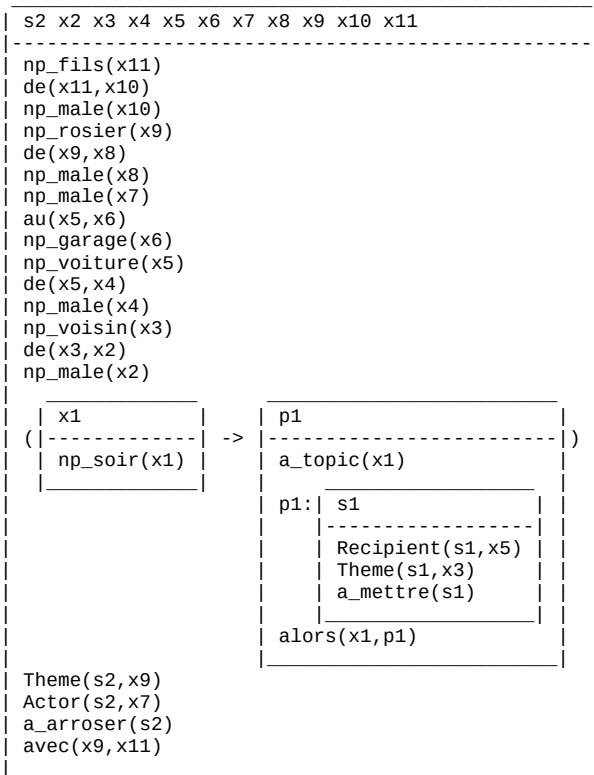 s2 x2 x3 x4 x5 x6 x7 x8 x9 x10 x11
np_fils(x11)
de(x11,x10)
np_male(x10)
np_rosier(x9)
de(x9,x8)
np_male(x8)
np_male(x7)
au(x5,x6)
np_garage(x6)
np_voiture(x5)
de(x5,x4)
np_male(x4)
np_voisin(x3)
de(x3,x2)
np_male(x2)
x1 p1
( -> )
np_soir(x1) a_topic(x1)
p1: s1
Recipient(s1,x5)
Theme(s1,x3)
a_mettre(s1)
alors(x1,p1)
Theme(s2,x9)
Actor(s2,x7)
a_arroser(s2)
avec(x9,x11)